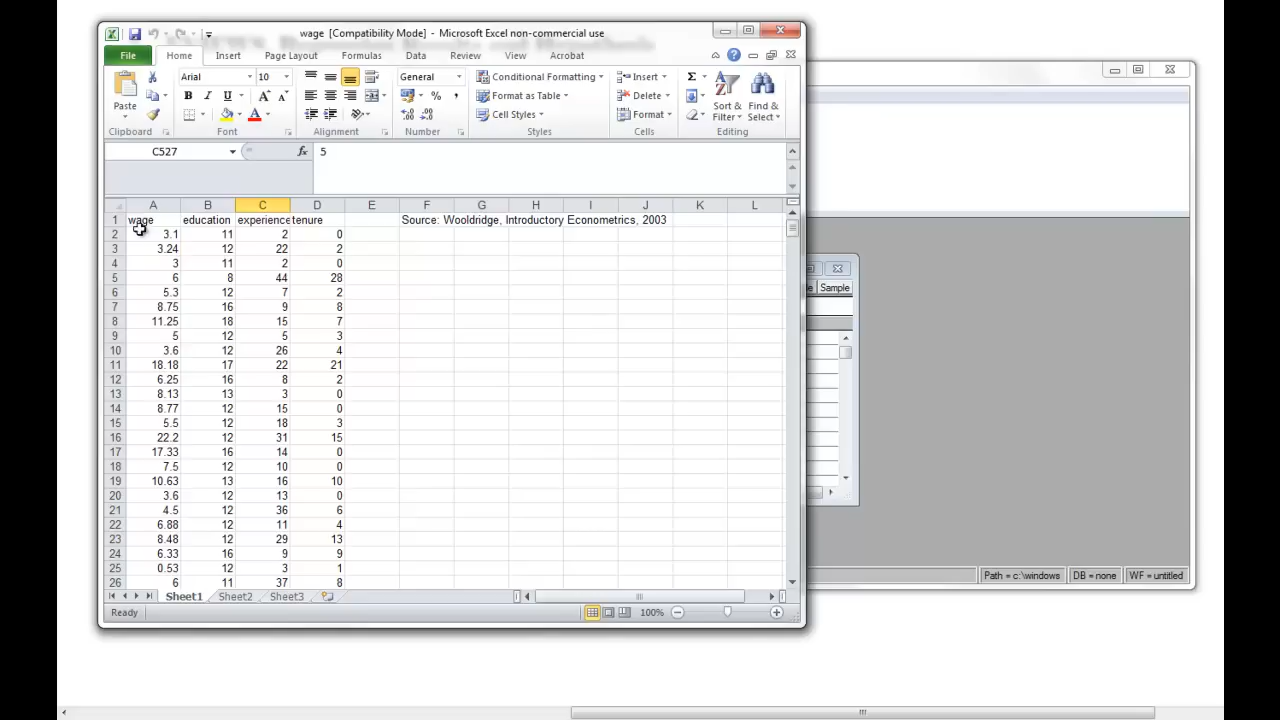 wage [Compatibility Mode] - Microsoft Excel non-commercial use
File Home Insert Page Layout Formulas Data Review View Acrobat
Paste
Arial 10
B I U A A
General
% ,
Conditional Formatting
Format as Table
Cell Styles
Insert
Delete
Format
Σ
Sort & Filter
Find & Select
Clipboard Font Alignment Number Styles Cells Editing
C527 fx 5
A B C D E F G H I J K L
1 wage education experience tenure Source: Wooldridge, Introductory Econometrics, 2003
2 3.1 11 2 0
3 3.24 12 22 2
4 3 11 2 0
5 6 8 44 28
6 5.3 12 7 2
7 8.75 16 9 8
8 11.25 18 15 7
9 5 12 5 3
10 3.6 12 26 4
11 18.18 17 22 21
12 6.25 16 8 2
13 8.13 13 3 0
14 8.77 12 15 0
15 5.5 12 18 3
16 22.2 12 31 15
17 17.33 16 14 0
18 7.5 12 10 0
19 10.63 13 16 10
20 3.6 12 13 0
21 4.5 12 36 6
22 6.88 12 11 4
23 8.48 12 29 13
24 6.33 16 9 9
25 0.53 12 3 1
26 6 11 37 8
Sheet1 Sheet2 Sheet3
Ready 100%
le Sample
Path = c:\windows DB = none WF = untitled